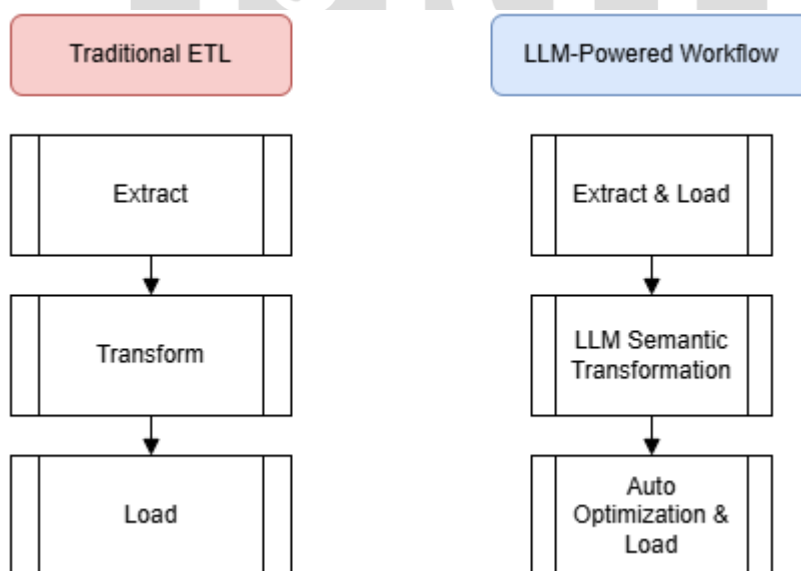 Traditional ETL
LLM-Powered Workflow
Extract
Extract & Load
Transform
LLM Semantic
Transformation
Load
Auto
Optimization &
Load